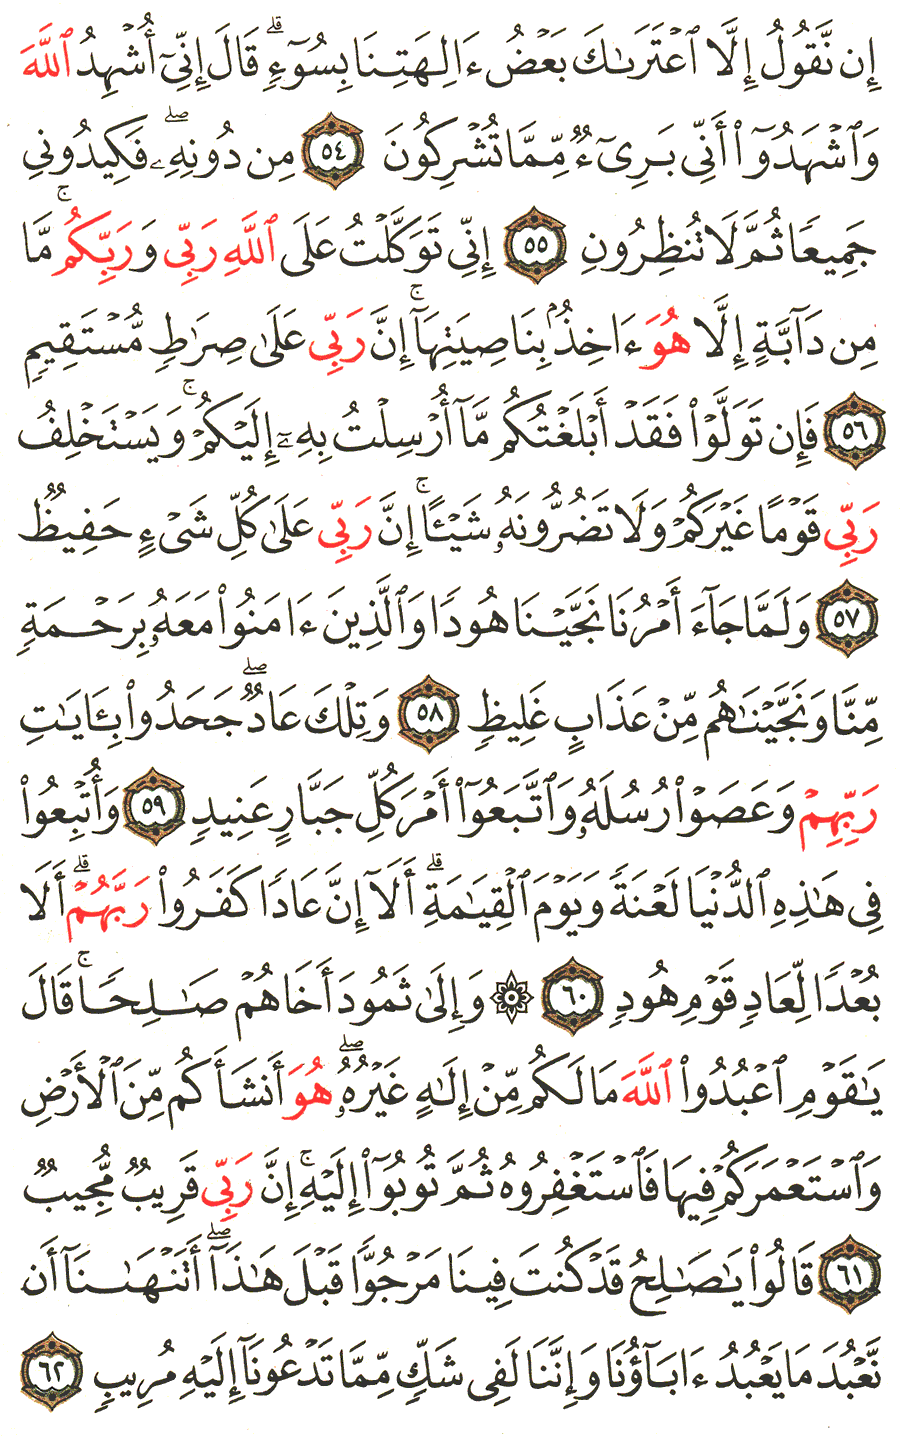 إِن نَّقُولُ إِلَّا ٱعْتَرَىٰكَ بَعْضُ ءَالِهَتِنَا بِسُوٓءٍۗ قَالَ إِنِّىٓ أُشْهِدُ ٱللَّهَ
وَٱشْهَدُوٓا۟ أَنِّى بَرِىٓءٌ مِّمَّا تُشْرِكُونَ ٥٤ مِن دُونِهِۦۖ فَكِيدُونِى
جَمِيعًا ثُمَّ لَا تُنظِرُونِ ٥٥ إِنِّى تَوَكَّلْتُ عَلَى ٱللَّهِ رَبِّى وَرَبِّكُمۚ مَّا
مِن دَآبَّةٍ إِلَّا هُوَ ءَاخِذٌۢ بِنَاصِيَتِهَآۚ إِنَّ رَبِّى عَلَىٰ صِرَٰطٍ مُّسْتَقِيمٍ
٥٦ فَإِن تَوَلَّوْا۟ فَقَدْ أَبْلَغْتُكُم مَّآ أُرْسِلْتُ بِهِۦٓ إِلَيْكُمْۚ وَيَسْتَخْلِفُ
رَبِّى قَوْمًا غَيْرَكُمْ وَلَا تَضُرُّونَهُۥ شَيْـًٔاۚ إِنَّ رَبِّى عَلَىٰ كُلِّ شَىْءٍ حَفِيظٌ
٥٧ وَلَمَّا جَآءَ أَمْرُنَا نَجَّيْنَا هُودًا وَٱلَّذِينَ ءَامَنُوا۟ مَعَهُۥ بِرَحْمَةٍ
مِّنَّا وَنَجَّيْنَٰهُم مِّنْ عَذَابٍ غَلِيظٍ ٥٨ وَتِلْكَ عَادٌۖ جَحَدُوا۟ بِـَٔايَٰتِ
رَبِّهِمْ وَعَصَوْا۟ رُسُلَهُۥ وَٱتَّبَعُوٓا۟ أَمْرَ كُلِّ جَبَّارٍ عَنِيدٍ ٥٩ وَأُتْبِعُوا۟
فِى هَٰذِهِ ٱلدُّنْيَا لَعْنَةً وَيَوْمَ ٱلْقِيَٰمَةِۗ أَلَآ إِنَّ عَادًا كَفَرُوا۟ رَبَّهُمْۗ أَلَا
بُعْدًا لِّعَادٍ قَوْمِ هُودٍ ٦٠ ۞ وَإِلَىٰ ثَمُودَ أَخَاهُمْ صَٰلِحًاۚ قَالَ
يَٰقَوْمِ ٱعْبُدُوا۟ ٱللَّهَ مَا لَكُم مِّنْ إِلَٰهٍ غَيْرُهُۥۖ هُوَ أَنشَأَكُم مِّنَ ٱلْأَرْضِ
وَٱسْتَعْمَرَكُمْ فِيهَا فَٱسْتَغْفِرُوهُ ثُمَّ تُوبُوٓا۟ إِلَيْهِۚ إِنَّ رَبِّى قَرِيبٌ مُّجِيبٌ
٦١ قَالُوا۟ يَٰصَٰلِحُ قَدْ كُنتَ فِينَا مَرْجُوًّا قَبْلَ هَٰذَآۖ أَتَنْهَىٰنَآ أَن
نَّعْبُدَ مَا يَعْبُدُ ءَابَآؤُنَا وَإِنَّنَا لَفِى شَكٍّ مِّمَّا تَدْعُونَآ إِلَيْهِ مُرِيبٍ ٦٢